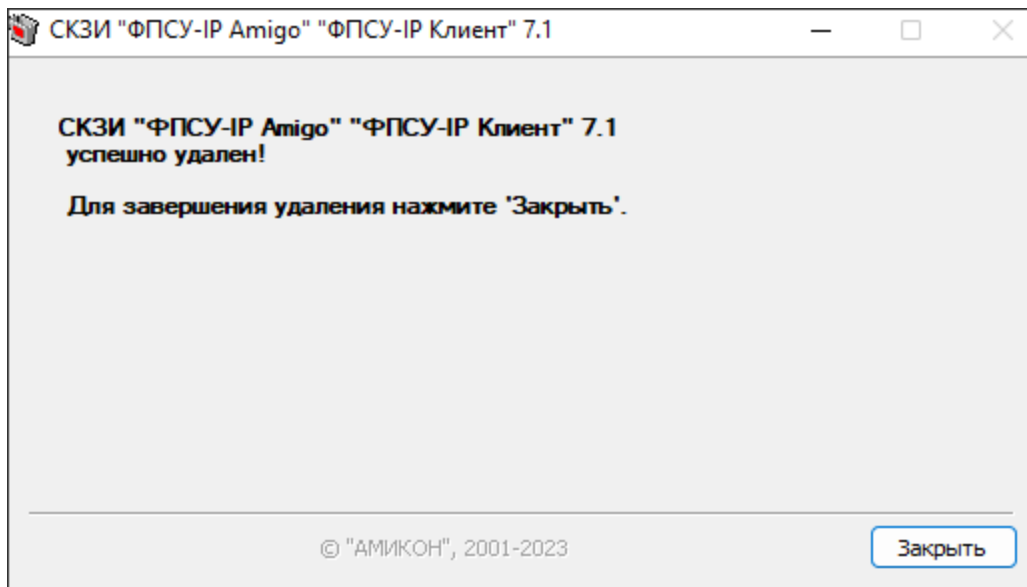 СКЗИ "ФПСУ-IP Amigo" "ФПСУ-IP Клиент" 7.1
СКЗИ "ФПСУ-IP Amigo" "ФПСУ-IP Клиент" 7.1
успешно удален!
Для завершения удаления нажмите 'Закрыть'.
© "АМИКОН", 2001-2023
Закрыть